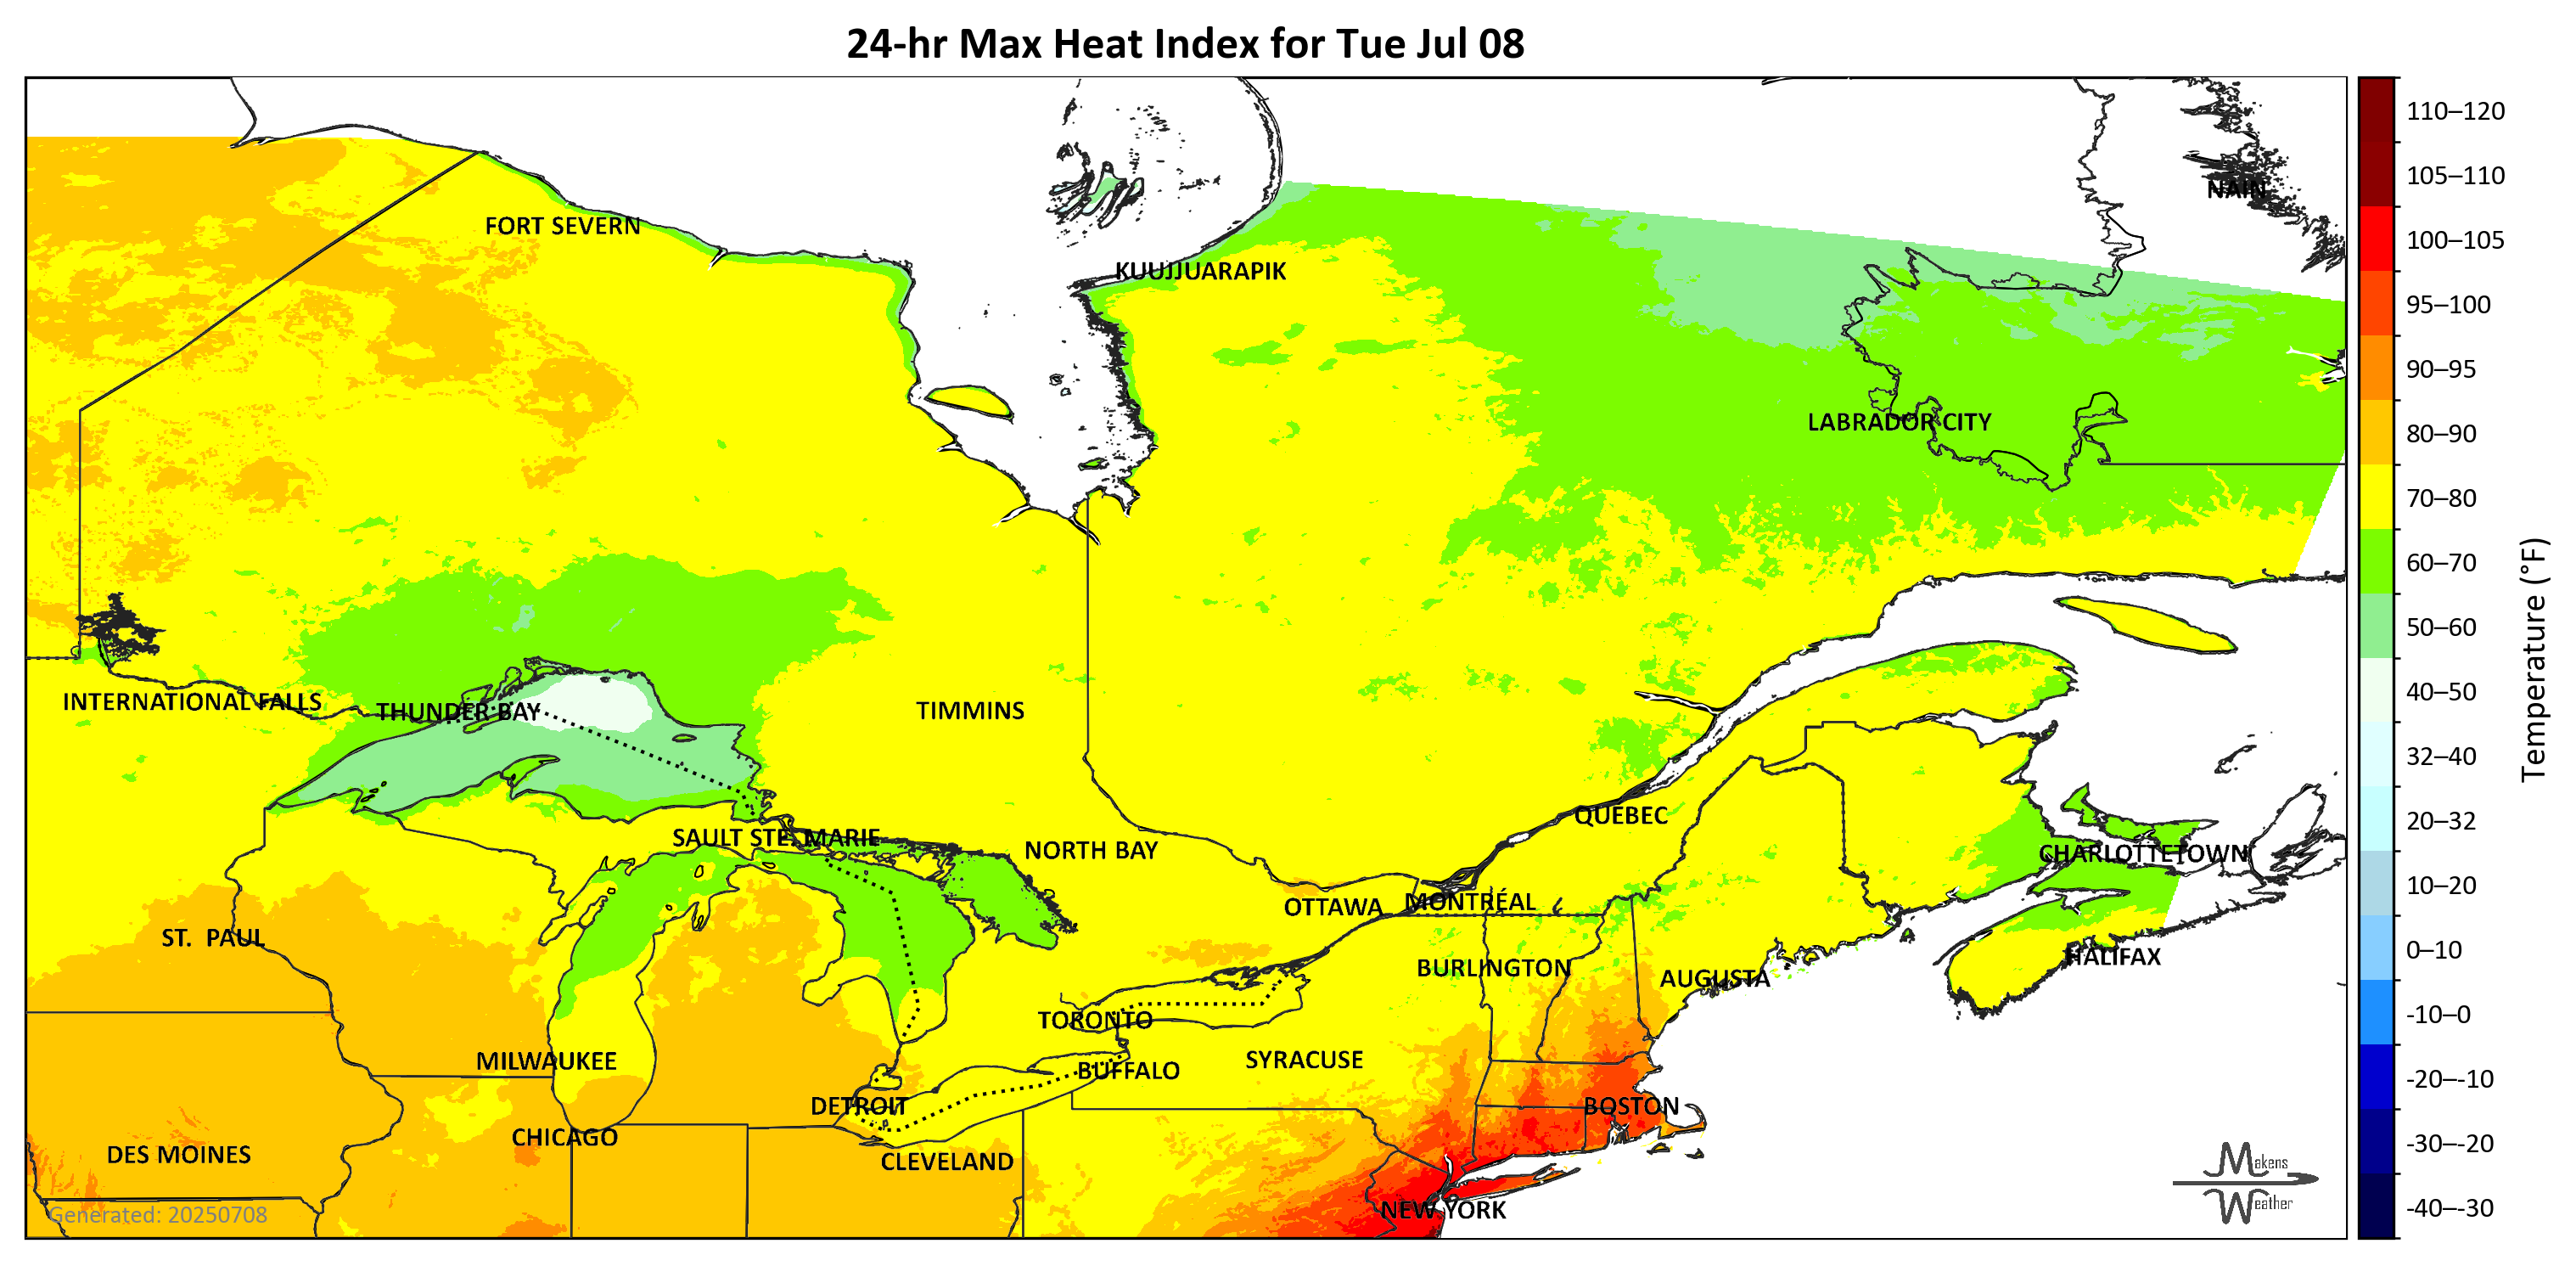 24-hr Max Heat Index for Tue Jul 08
NAIN
FORT SEVERN
KUUJJUARAPIK
LABRADOR CITY
INTERNATIONAL FALLS
THUNDER BAY
TIMMINS
QUÉBEC
SAULT STE. MARIE
NORTH BAY
CHARLOTTETOWN
OTTAWA
MONTRÉAL
ST.  PAUL
HALIFAX
BURLINGTON
AUGUSTA
TORONTO
MILWAUKEE
BUFFALO
SYRACUSE
DETROIT
BOSTON
CHICAGO
DES MOINES
CLEVELAND
NEW YORK
Generated: 20250708
Makens
Weather
110–120
105–110
100–105
95–100
90–95
80–90
70–80
60–70
50–60
40–50
32–40
20–32
10–20
0–10
-10–0
-20–-10
-30–-20
-40–-30
Temperature (°F)